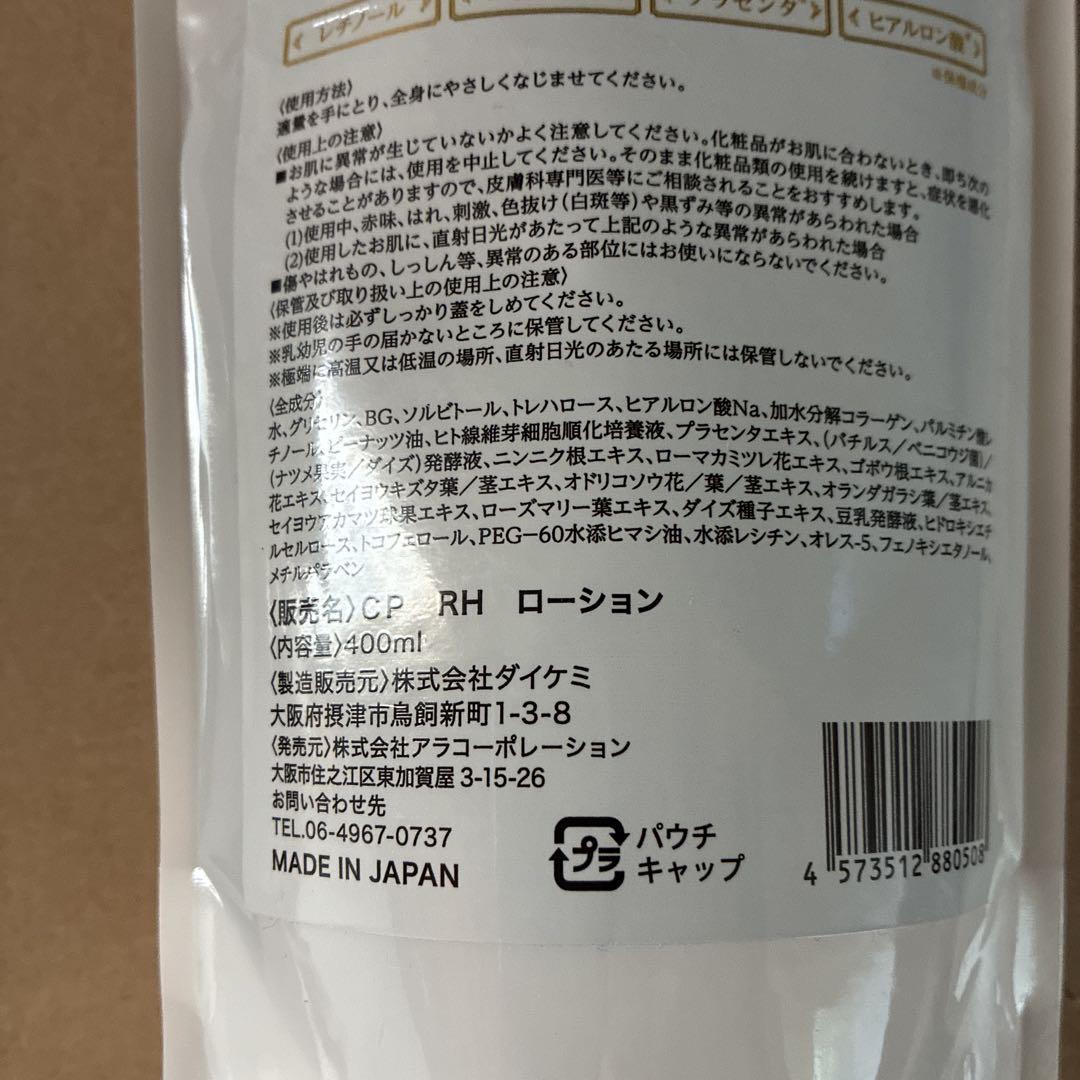 レチノール
プラセンタ*
ヒアルロン酸*
※保湿成分
〈使用方法〉
適量を手にとり、全身にやさしくなじませてください。
〈使用上の注意〉
■お肌に異常が生じていないかよく注意してください。化粧品がお肌に合わないとき、即ち次の
ような場合には、使用を中止してください。そのまま化粧品類の使用を続けますと、症状を悪化
させることがありますので、皮膚科専門医等にご相談されることをおすすめします。
(1)使用中、赤味、はれ、刺激、色抜け(白斑等)や黒ずみ等の異常があらわれた場合
(2)使用したお肌に、直射日光があたって上記のような異常があらわれた場合
■傷やはれもの、しっしん等、異常のある部位にはお使いにならないでください。
〈保管及び取り扱い上の使用上の注意〉
※使用後は必ずしっかり蓋をしめてください。
※乳幼児の手の届かないところに保管してください。
※極端に高温又は低温の場所、直射日光のあたる場所には保管しないでください。
〈全成分〉
水、グリセリン、BG、ソルビトール、トレハロース、ヒアルロン酸Na、加水分解コラーゲン、パルミチン酸レ
チノール、ピーナッツ油、ヒト線維芽細胞順化培養液、プラセンタエキス、(バチルス/ベニコウジ菌)/
(ナツメ果実/ダイズ)発酵液、ニンニク根エキス、ローマカミツレ花エキス、ゴボウ根エキス、アルニカ
花エキス、セイヨウキズタ葉/茎エキス、オドリコソウ花/葉/茎エキス、オランダガラシ葉/茎エキス、
セイヨウアカマツ球果エキス、ローズマリー葉エキス、ダイズ種子エキス、豆乳発酵液、ヒドロキシエチ
ルセルロース、トコフェロール、PEG-60水添ヒマシ油、水添レシチン、オレス-5、フェノキシエタノール、
メチルパラベン
〈販売名〉CP RH ローション
〈内容量〉400ml
〈製造販売元〉株式会社ダイケミ
大阪府摂津市鳥飼新町1-3-8
〈発売元〉株式会社アラコーポレーション
大阪市住之江区東加賀屋3-15-26
お問い合わせ先
TEL.06-4967-0737
MADE IN JAPAN
プラ
パウチ
キャップ
4 573512 880508